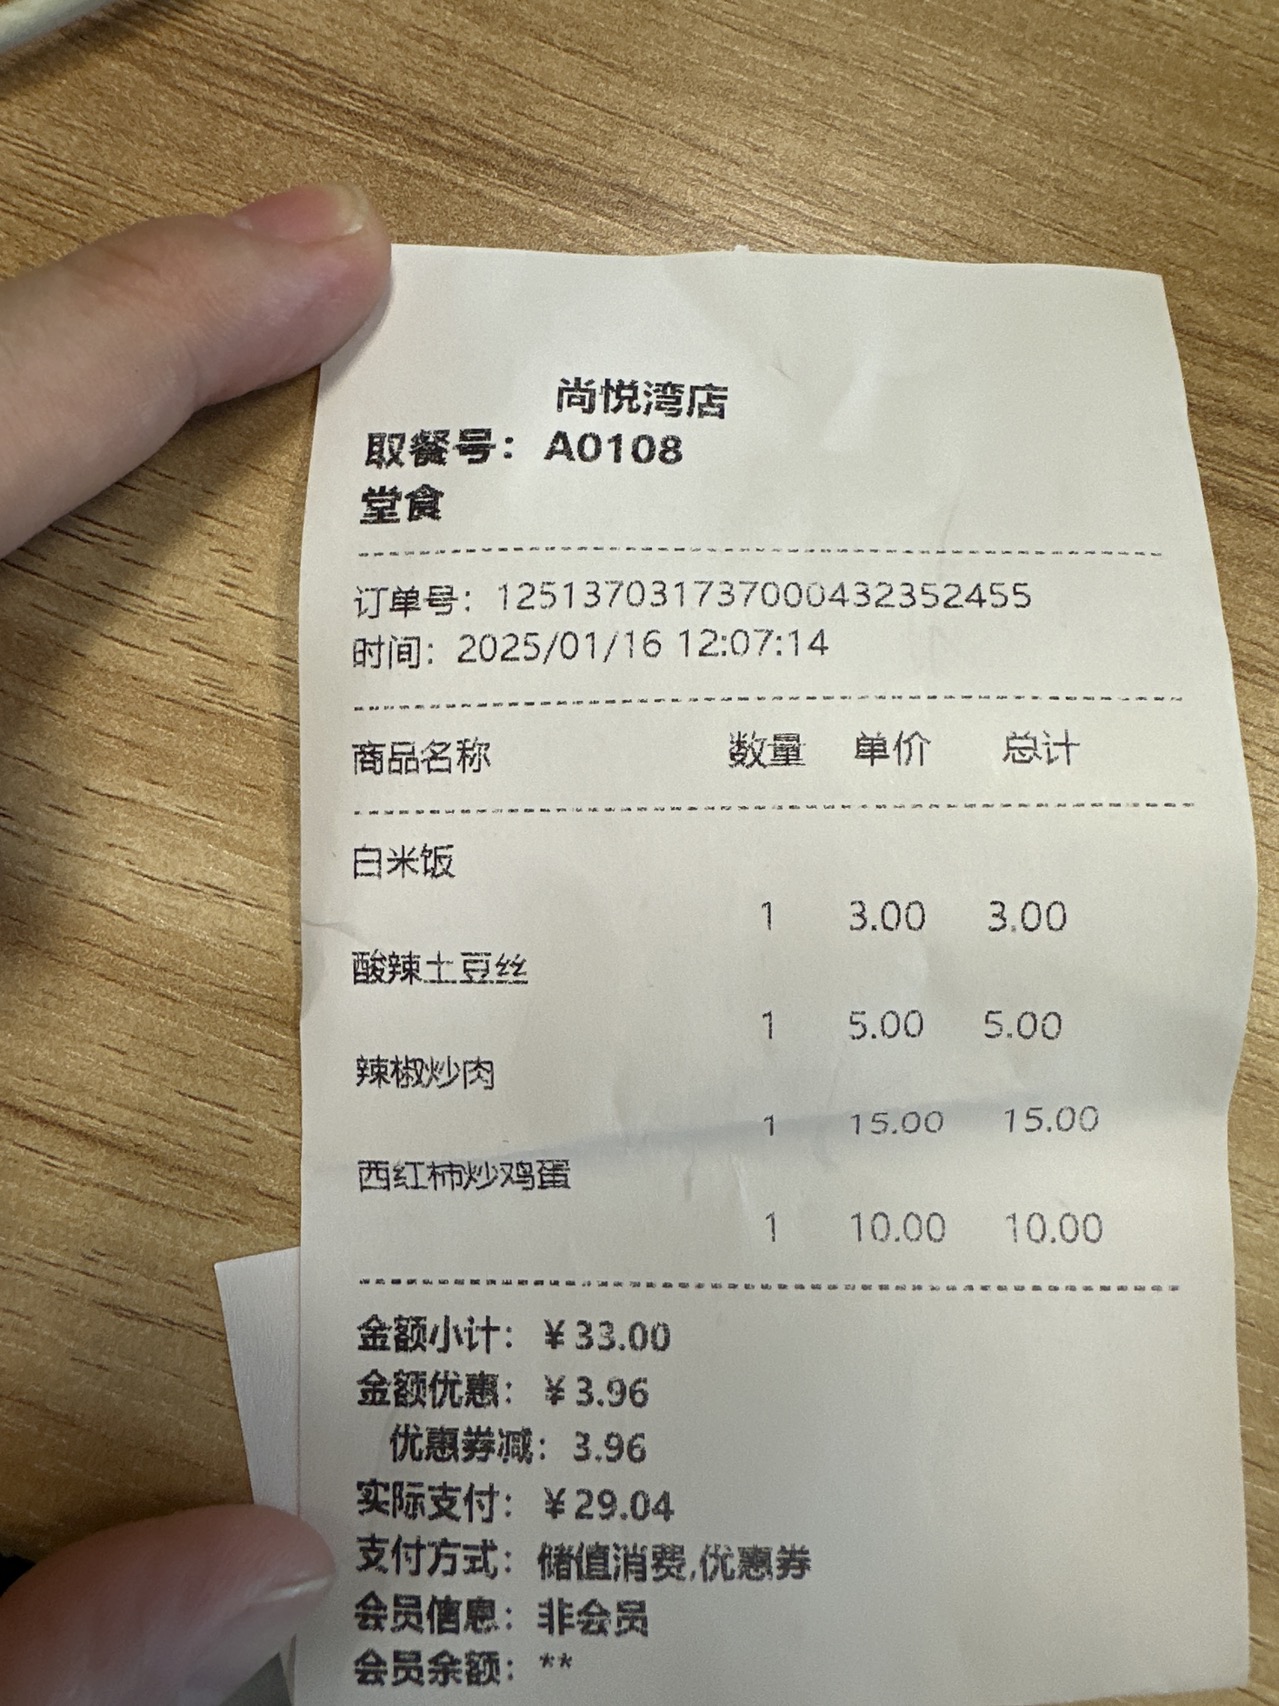 尚悦湾店
取餐号：A0108
堂食
订单号：1251370317370000432352455
时间：2025/01/16 12:07:14
商品名称 数量 单价 总计
白米饭
1 3.00 3.00
酸辣土豆丝
1 5.00 5.00
辣椒炒肉
1 15.00 15.00
西红柿炒鸡蛋
1 10.00 10.00
金额小计：￥33.00
金额优惠：￥3.96
优惠券减：3.96
实际支付：￥29.04
支付方式：储值消费,优惠券
会员信息：非会员
会员余额：**